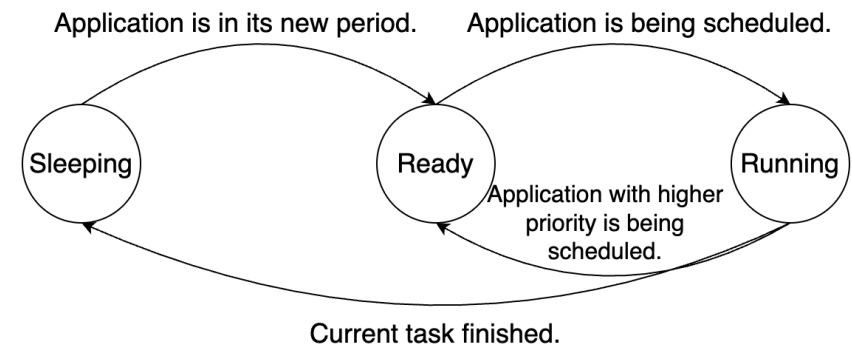 Application is in its new period.
Application is being scheduled.
Sleeping
Ready
Running
Application with higher
priority is being
scheduled.
Current task finished.